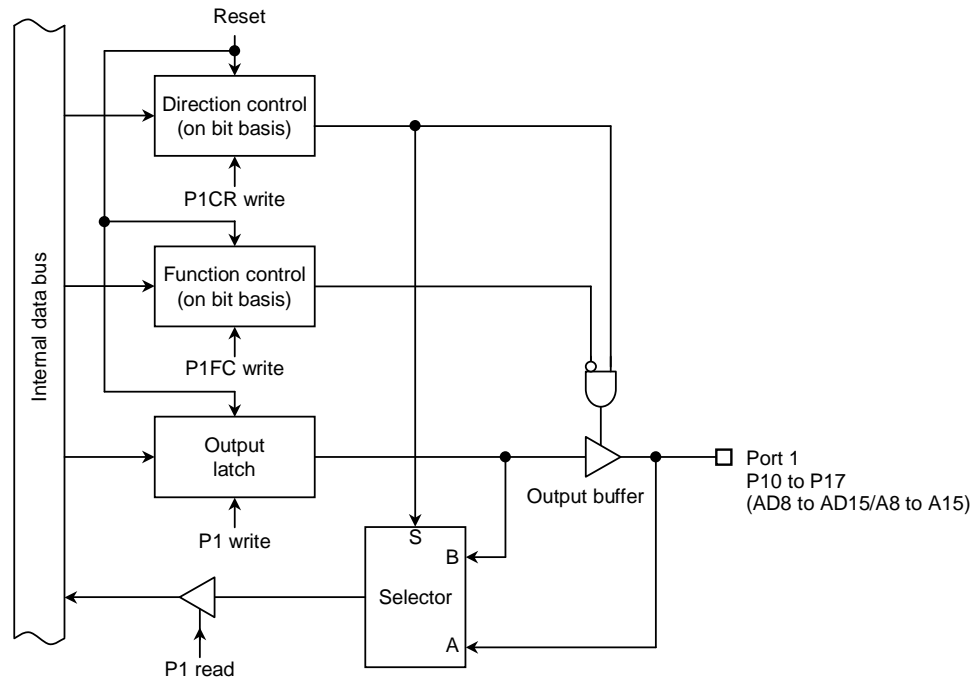 Reset
Direction control
(on bit basis)
P1CR write
Internal data bus
Function control
(on bit basis)
P1FC write
Output
latch
P1 write
Output buffer
Port 1
P10 to P17
(AD8 to AD15/A8 to A15)
S
B
Selector
A
P1 read